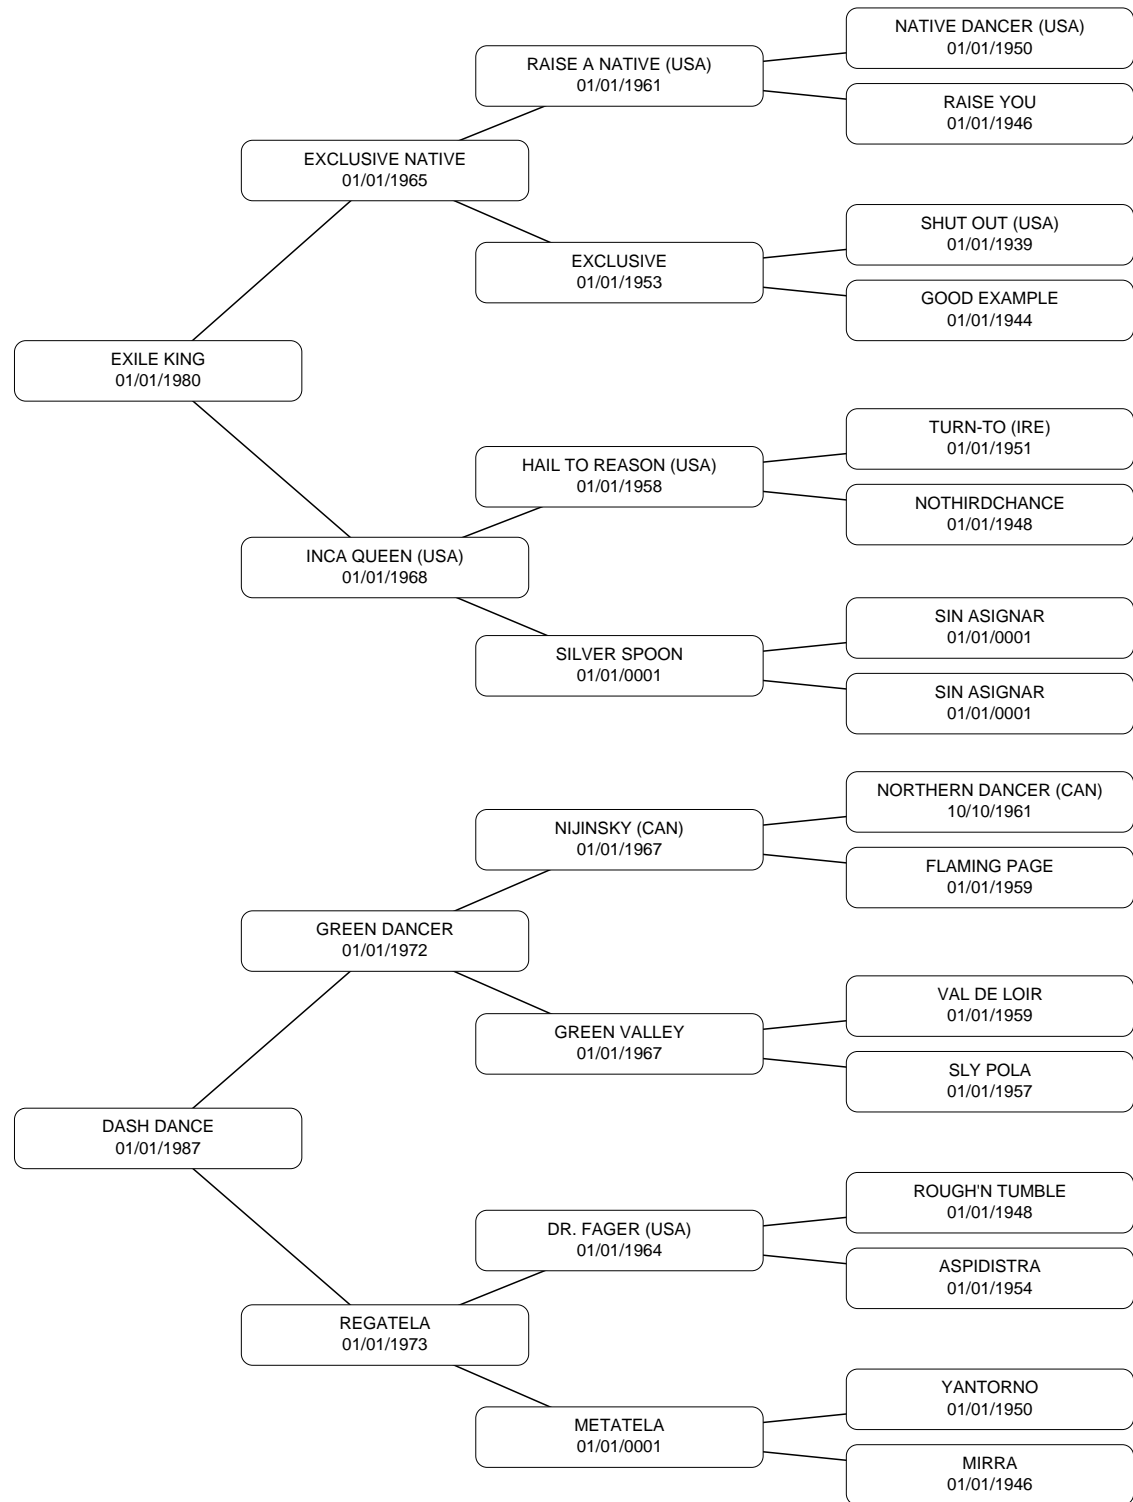 NATIVE DANCER (USA)
01/01/1950
RAISE A NATIVE (USA)
01/01/1961
RAISE YOU
01/01/1946
EXCLUSIVE NATIVE
01/01/1965
SHUT OUT (USA)
01/01/1939
EXCLUSIVE
01/01/1953
GOOD EXAMPLE
01/01/1944
EXILE KING
01/01/1980
TURN-TO (IRE)
01/01/1951
HAIL TO REASON (USA)
01/01/1958
NOTHIRDCHANCE
01/01/1948
INCA QUEEN (USA)
01/01/1968
SIN ASIGNAR
01/01/0001
SILVER SPOON
01/01/0001
SIN ASIGNAR
01/01/0001
NORTHERN DANCER (CAN)
10/10/1961
NIJINSKY (CAN)
01/01/1967
FLAMING PAGE
01/01/1959
GREEN DANCER
01/01/1972
VAL DE LOIR
01/01/1959
GREEN VALLEY
01/01/1967
SLY POLA
01/01/1957
DASH DANCE
01/01/1987
ROUGH'N TUMBLE
01/01/1948
DR. FAGER (USA)
01/01/1964
ASPIDISTRA
01/01/1954
REGATELA
01/01/1973
YANTORNO
01/01/1950
METATELA
01/01/0001
MIRRA
01/01/1946